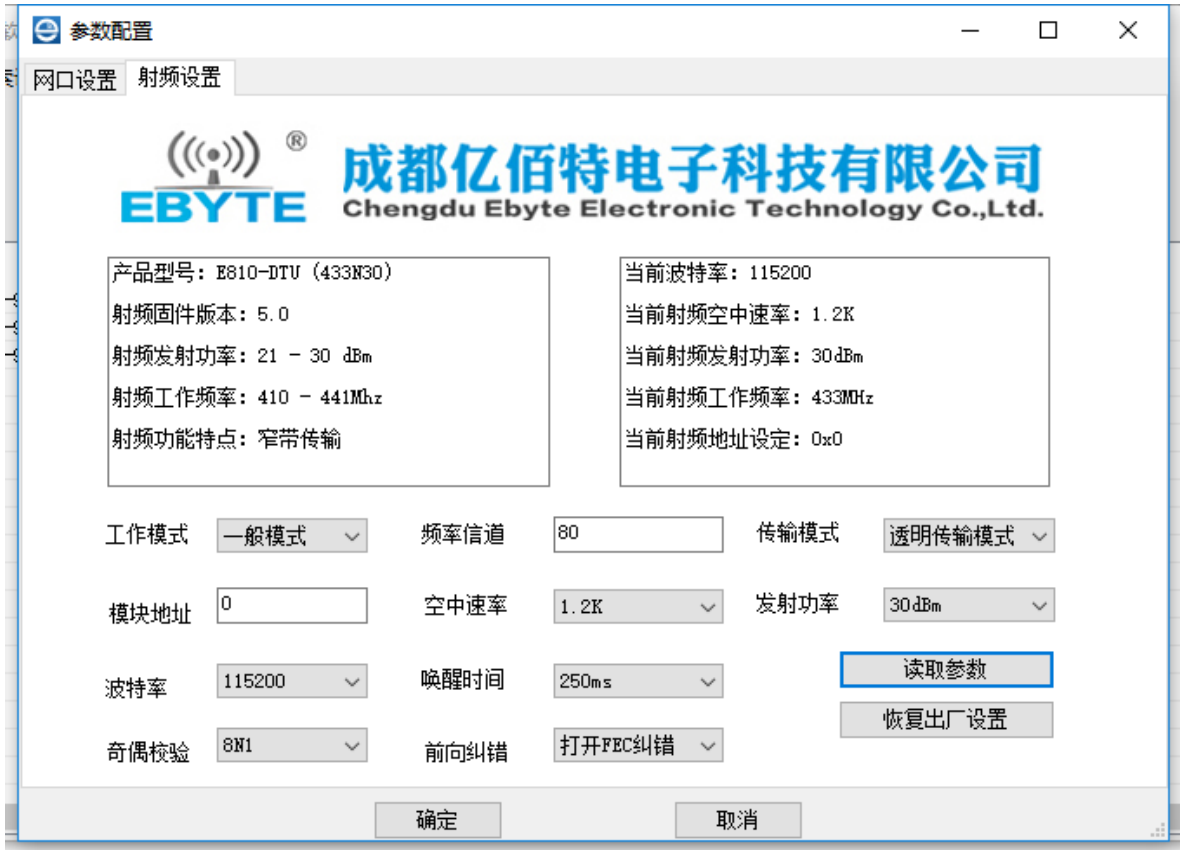 参数配置
网口设置 射频设置
EBYTE ®
成都亿佰特电子科技有限公司
Chengdu Ebyte Electronic Technology Co.,Ltd.
产品型号: E810-DTU (433N30)
射频固件版本: 5.0
射频发射功率: 21 - 30 dBm
射频工作频率: 410 - 441Mhz
射频功能特点: 窄带传输
当前波特率: 115200
当前射频空中速率: 1.2K
当前射频发射功率: 30dBm
当前射频工作频率: 433MHz
当前射频地址设定: 0x0
工作模式 一般模式 频率信道 80 传输模式 透明传输模式
模块地址 0 空中速率 1.2K 发射功率 30dBm
波特率 115200 唤醒时间 250ms 读取参数
恢复出厂设置
奇偶校验 8N1 前向纠错 打开FEC纠错
确定 取消